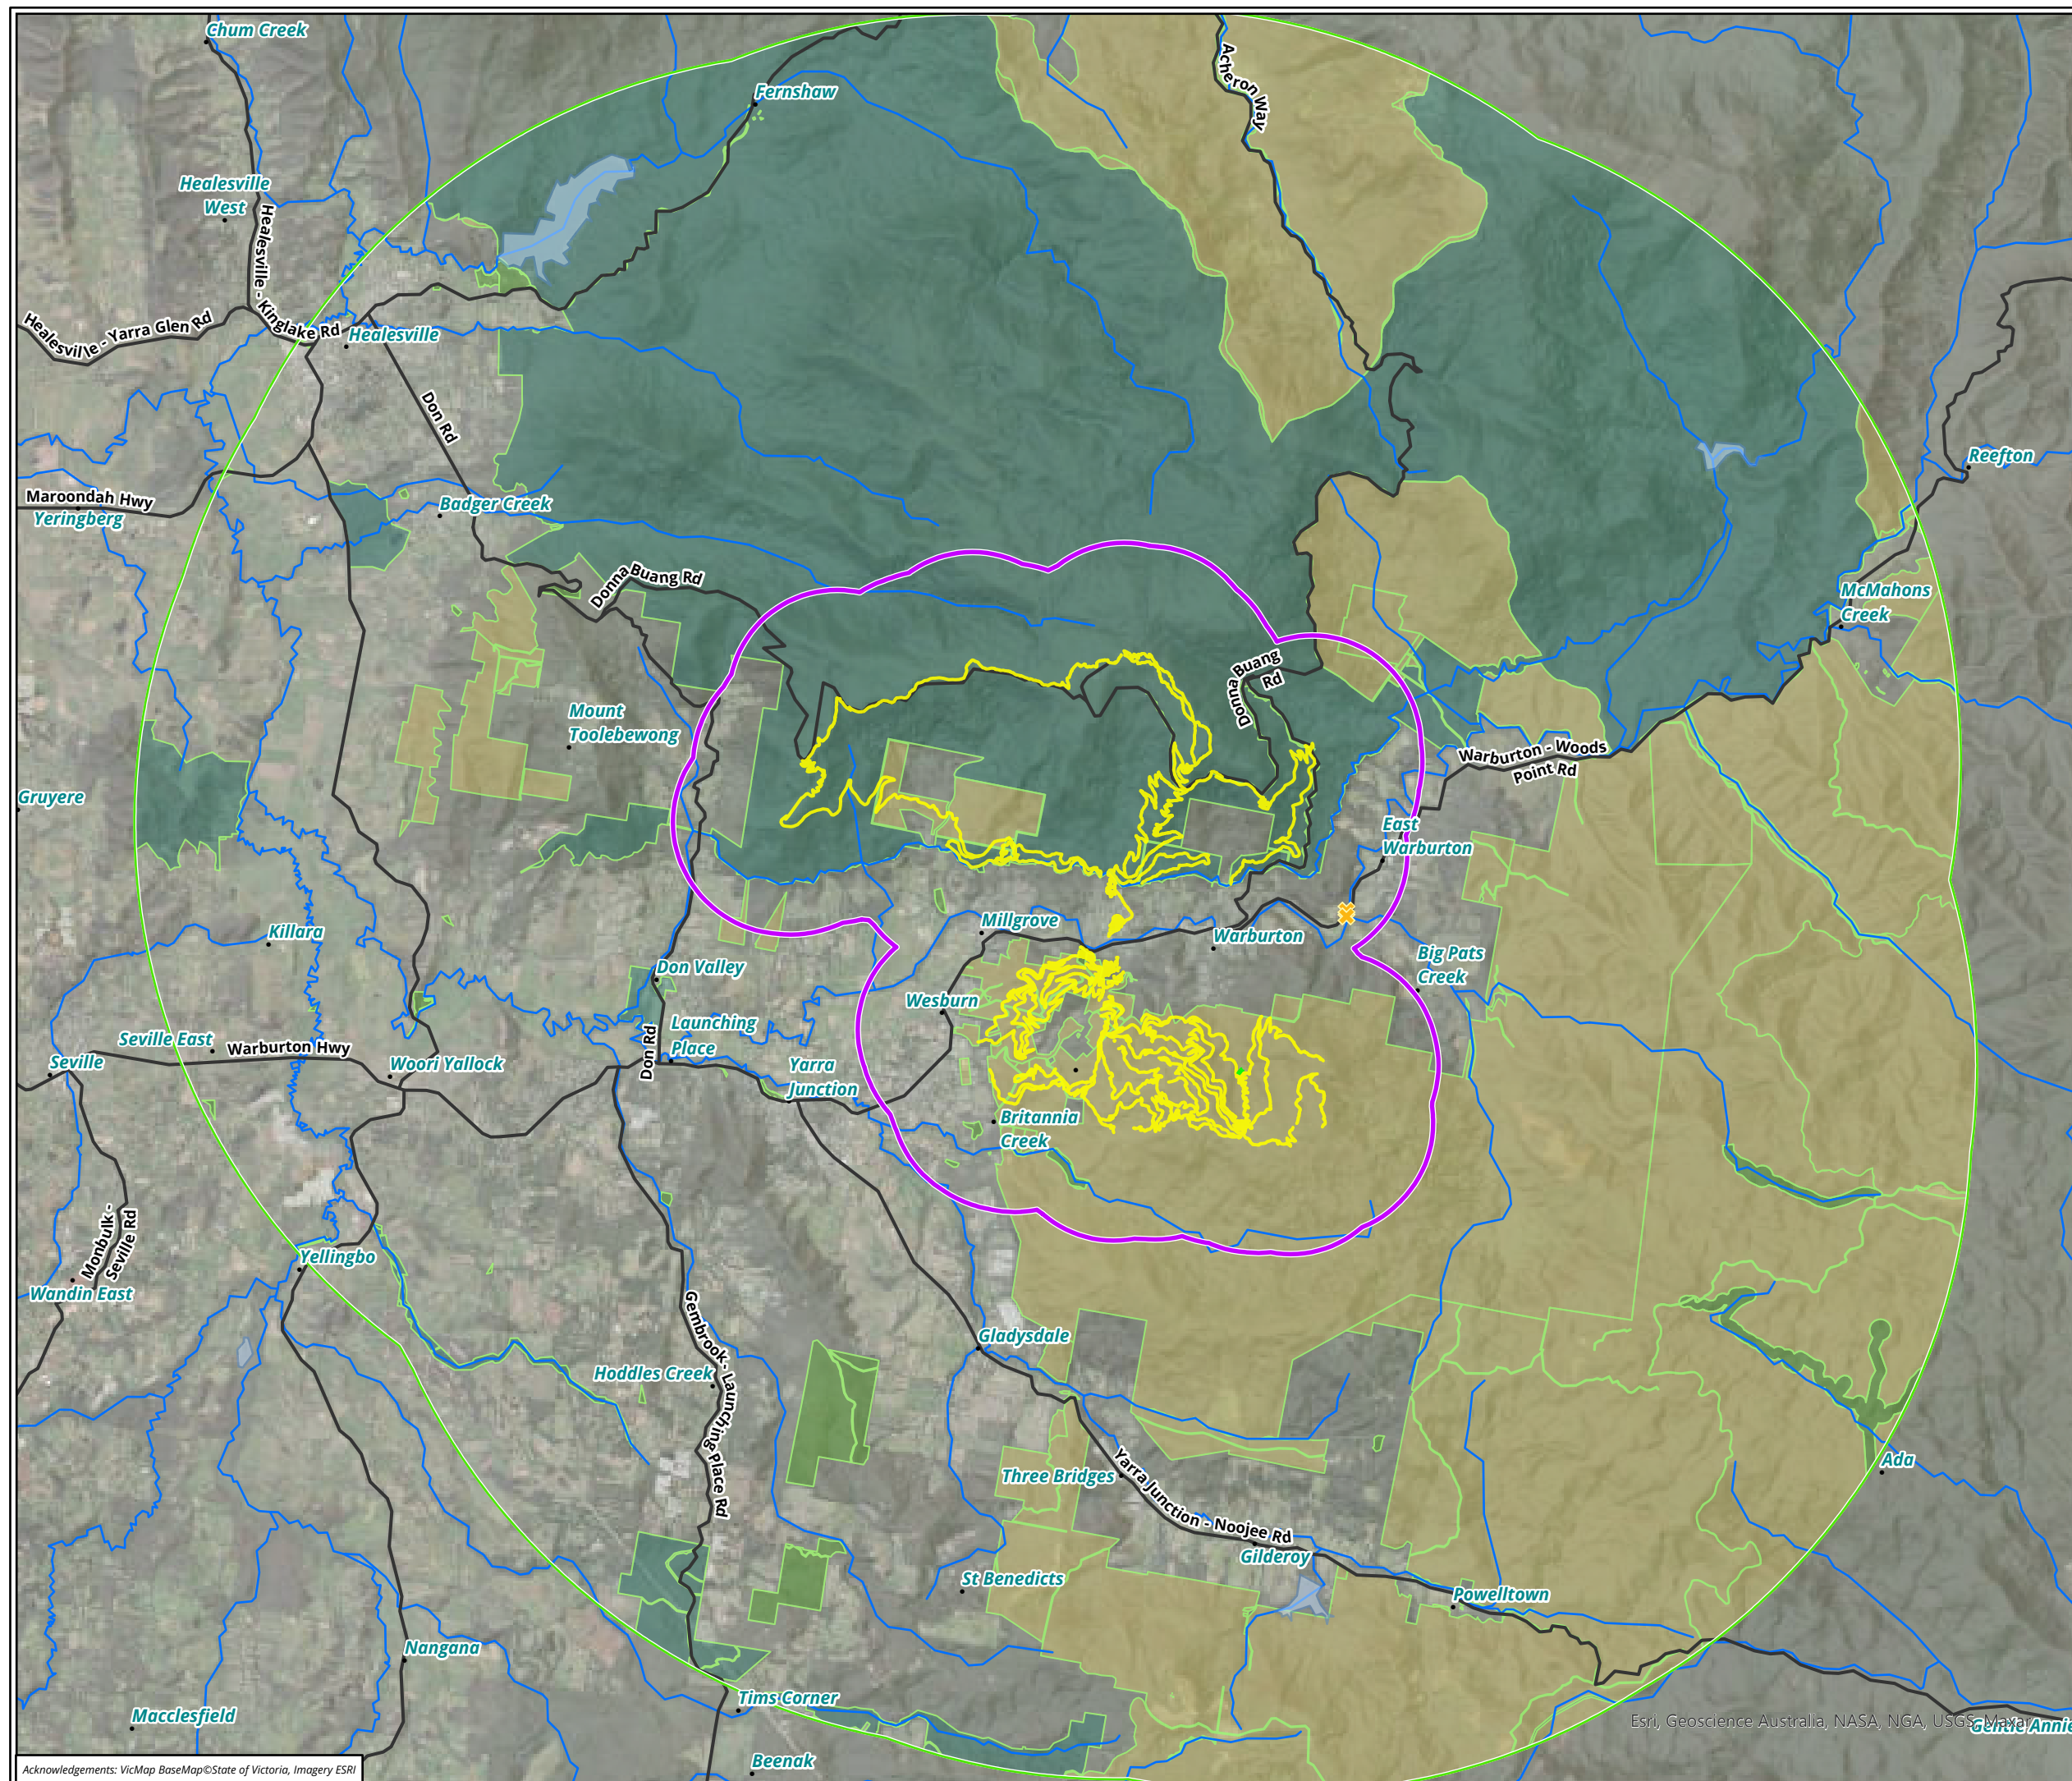 Chum Creek
Fernshaw
Acheron Way
Healesville
West
Healesville - Kinglake Rd
Healesville - Yarra Glen Rd
Healesville
Don Rd
Reefton
Maroondah Hwy
Yeringberg
Badger Creek
Donna Buang Rd
McMahons
Creek
Donna Buang
Rd
Mount
Toolebewong
Warburton - Woods
Point Rd
Gruyere
East
Warburton
Killara
Millgrove
Warburton
Big Pats
Creek
Don Valley
Wesburn
Launching
Place
Don Rd
Seville East
Warburton Hwy
Seville
Woori Yallock
Yarra
Junction
Britannia
Creek
Monbulk -
Seville Rd
Yellingbo
Wandin East
Gladysdale
Hoddles Creek
Gembrook - Launching Place Rd
Three Bridges
Yarra Junction - Noojee Rd
Ada
Gilderoy
St Benedicts
Powelltown
Nangana
Tims Corner
Macclesfield
Esri, Geoscience Australia, NASA, NGA, USGS, Maxar
Gentle Annie
Beenak
Acknowledgements: VicMap BaseMap©State of Victoria, Imagery ESRI